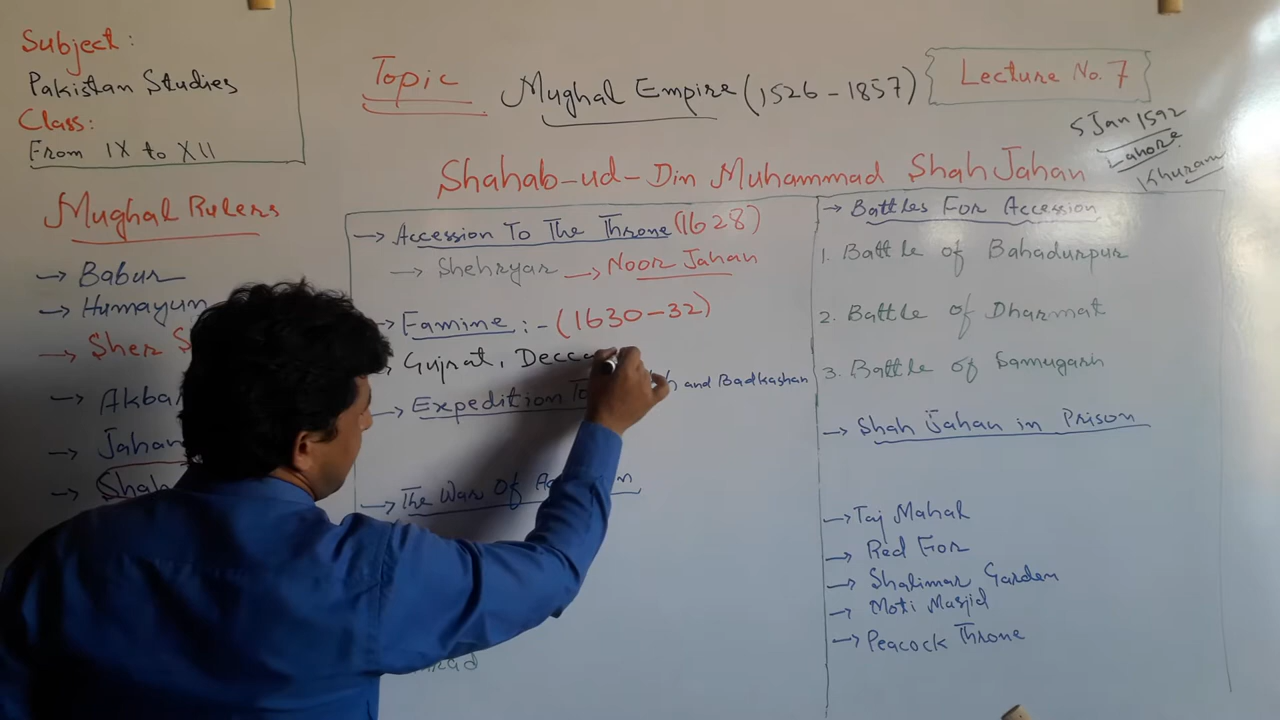 Subject:
Pakistan Studies
Class:
From IX to XII
Topic
Mughal Empire (1526-1857)
Lecture No. 7
5 Jan 1592
Lahore
Khuram
Shahab-ud-Din Muhammad Shah Jahan
Mughal Rulers
→ Babur
→ Humayun
→ Sher S
→ Akba
→ Jahan
→ Shah
→ Accession To The Throne (1628)
→ Shehryar → Noor Jahan
→ Famine :- (1630-32)
Gujrat, Decca
→ Expedition To and Badkashan
→ The War Of
→ Battles For Accession
1. Battle of Bahadurpur
2. Battle of Dharmat
3. Battle of Samugarh
→ Shah Jahan in Prison
→ Taj Mahal
→ Red For
→ Shalimar Garden
→ Moti Masjid
→ Peacock Throne